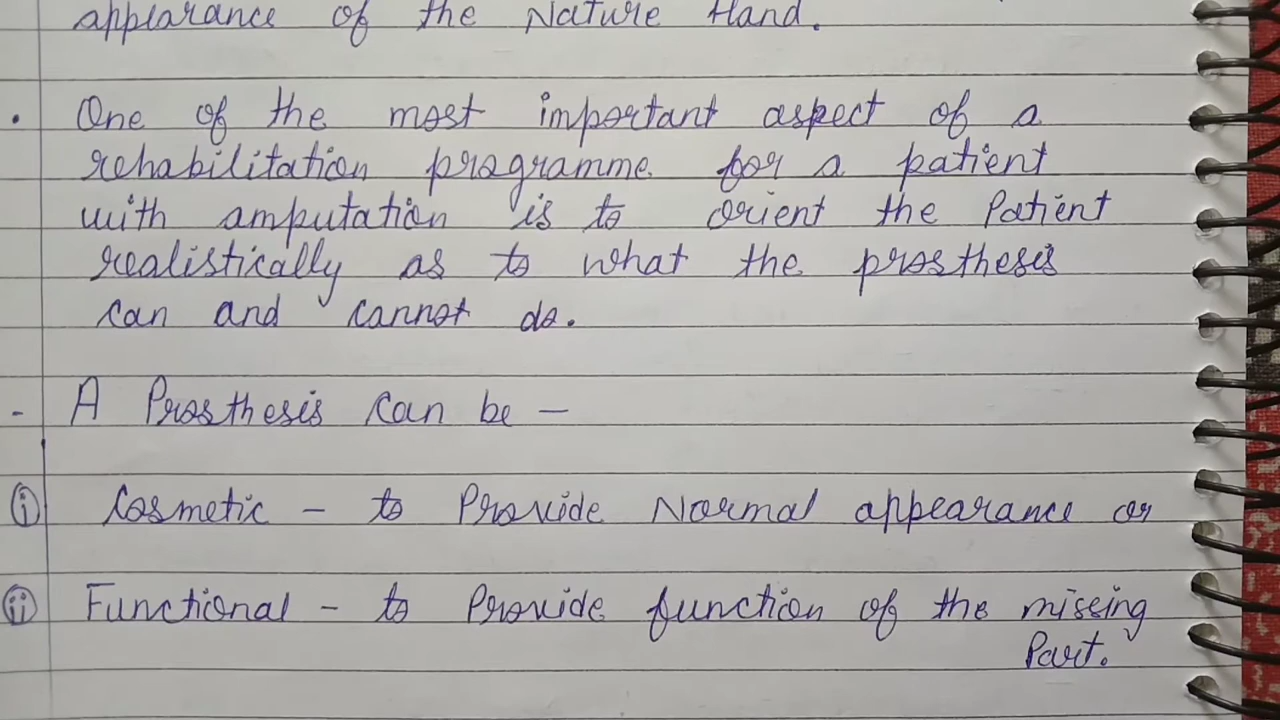 appearance of the Nature Hand.
• One of the most important aspect of a
rehabilitation programme for a patient
with amputation is to orient the Patient
realistically as to what the prosthesis
can and cannot do.
- A Prosthesis can be –
(i) Cosmetic – to Provide Normal appearance or
(ii) Functional – to Provide function of the missing
Part.